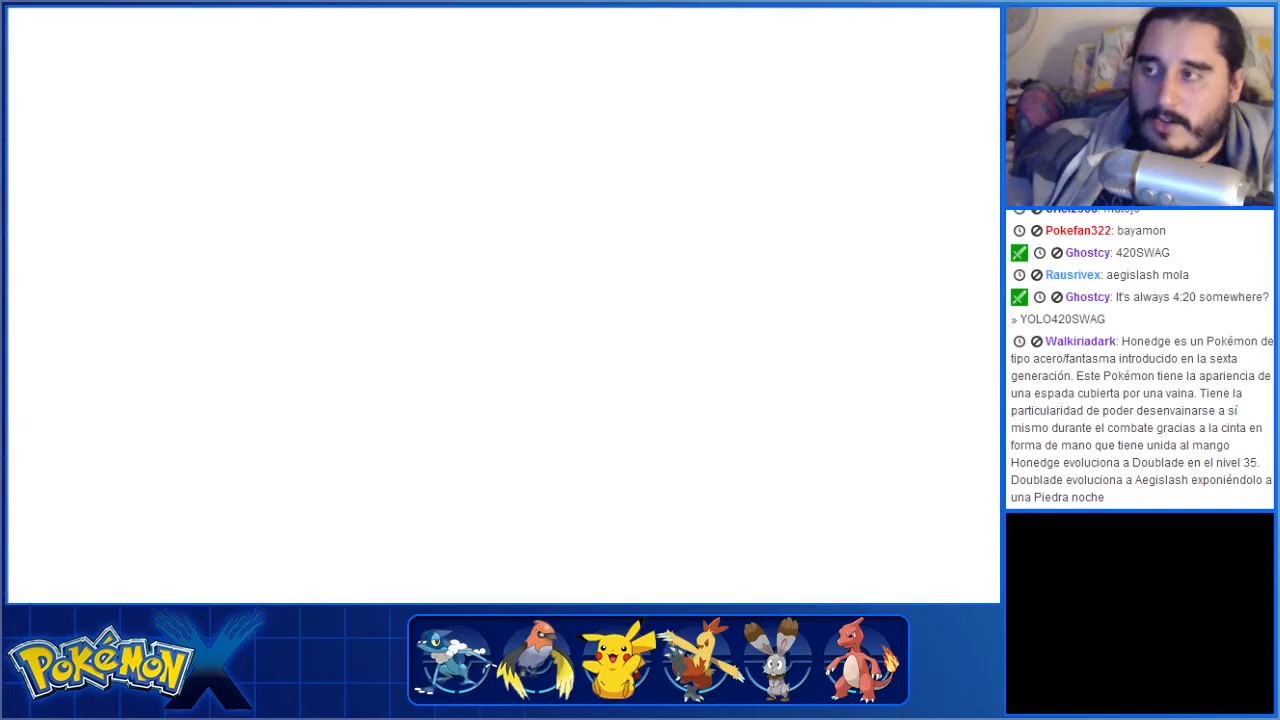 Pokefan322: bayamon
Ghostcy: 420SWAG
Rausrivex: aegislash mola
Ghostcy: It's always 4:20 somewhere?
» YOLO420SWAG
Walkiriadark: Honedge es un Pokémon de
tipo acero/fantasma introducido en la sexta
generación. Este Pokémon tiene la apariencia de
una espada cubierta por una vaina. Tiene la
particularidad de poder desenvainarse a sí
mismo durante el combate gracias a la cinta en
forma de mano que tiene unida al mango
Honedge evoluciona a Doublade en el nivel 35.
Doublade evoluciona a Aegislash exponiéndolo a
una Piedra noche
POKéMON X